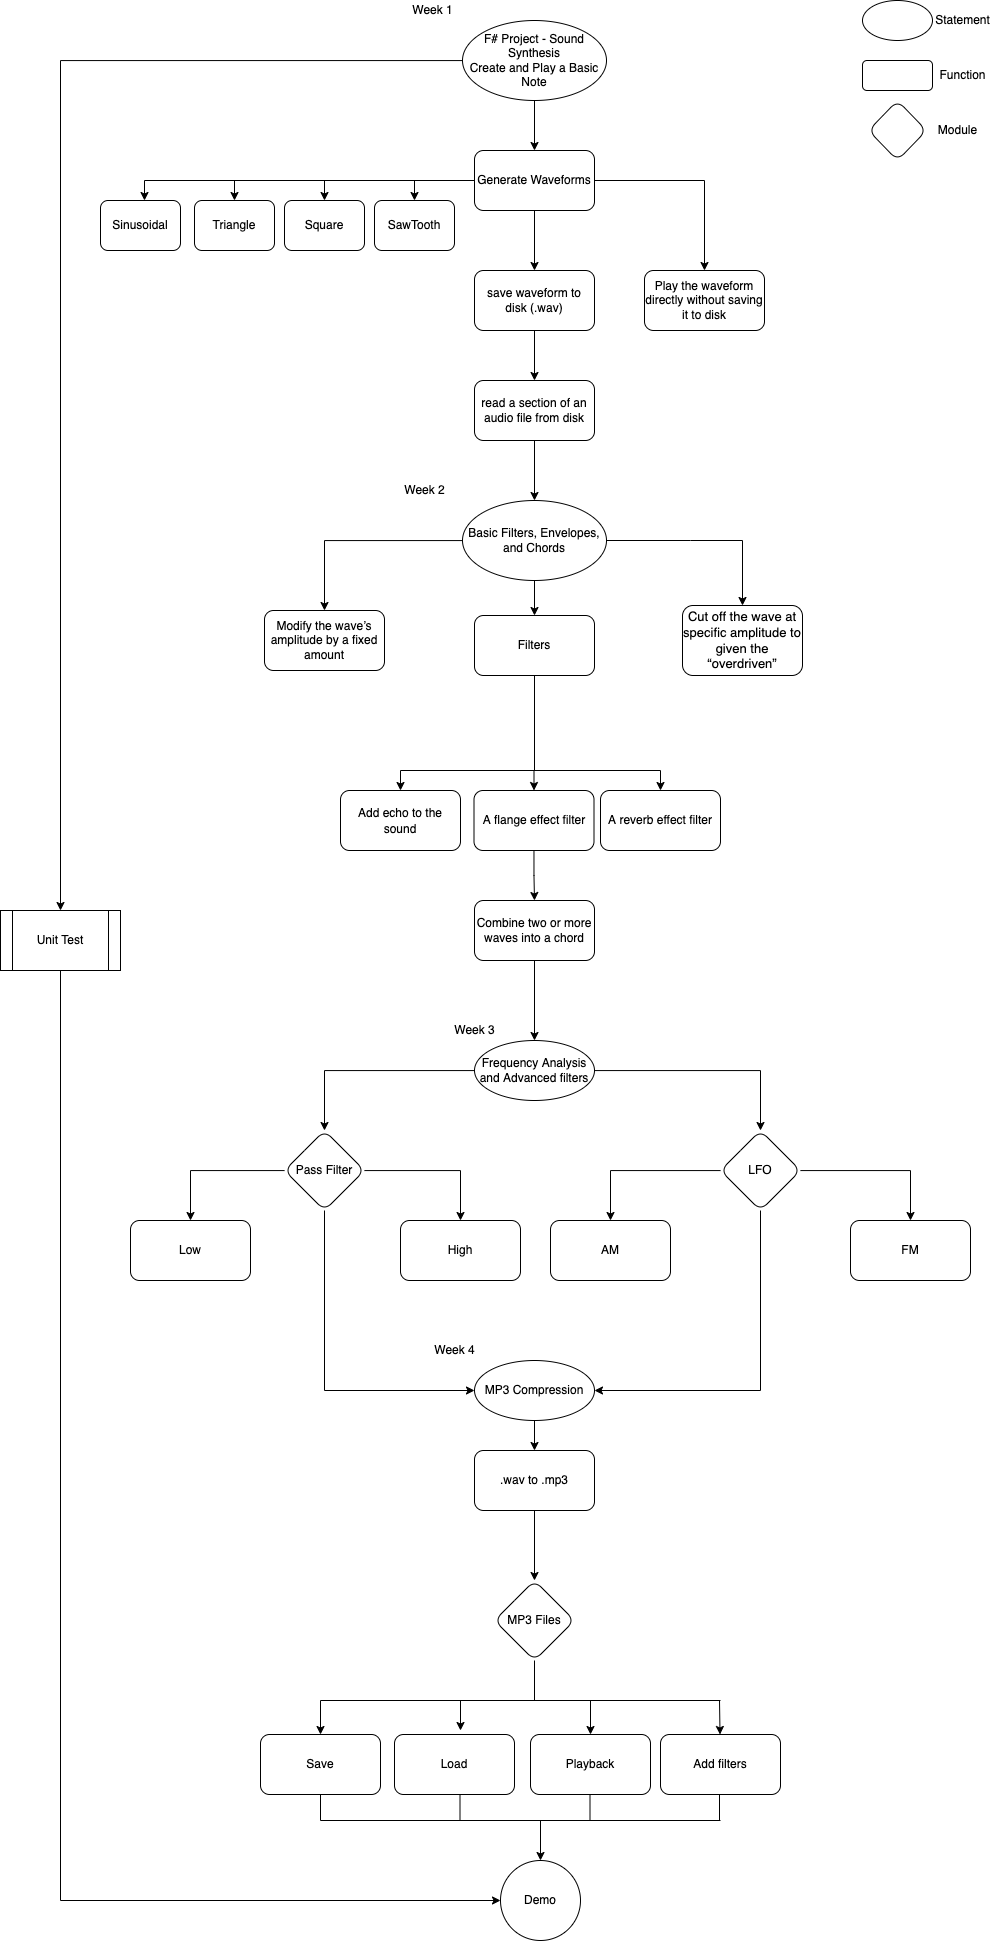 Week 1
Statement
F# Project - Sound
Synthesis
Create and Play a Basic
Note
Function
Module
Generate Waveforms
Sinusoidal
Triangle
Square
SawTooth
save waveform to
disk (.wav)
Play the waveform
directly without saving
it to disk
read a section of an
audio file from disk
Week 2
Basic Filters, Envelopes,
and Chords
Modify the wave’s
amplitude by a fixed
amount
Filters
Cut off the wave at
specific amplitude to
given the
“overdriven”
Add echo to the
sound
A flange effect filter
A reverb effect filter
Combine two or more
waves into a chord
Unit Test
Week 3
Frequency Analysis
and Advanced filters
Pass Filter
LFO
Low
High
AM
FM
Week 4
MP3 Compression
.wav to .mp3
MP3 Files
Save
Load
Playback
Add filters
Demo